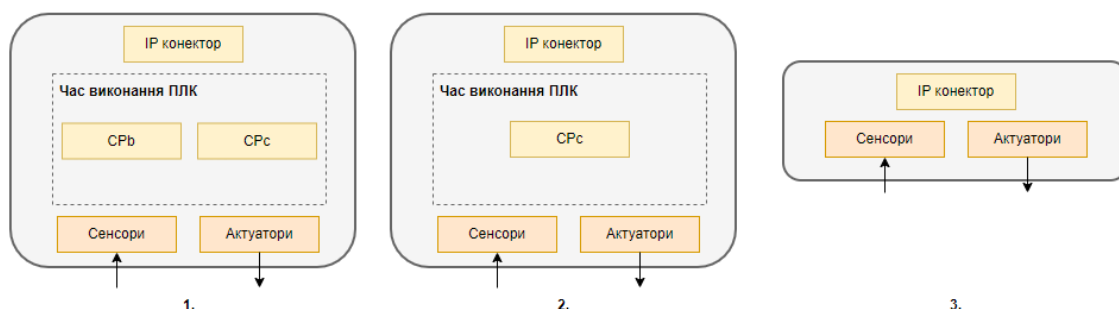 IP конектор
Час виконання ПЛК
CPb CPc
Сенсори Актуатори
1.
IP конектор
Час виконання ПЛК
CPc
Сенсори Актуатори
2.
IP конектор
Сенсори Актуатори
3.